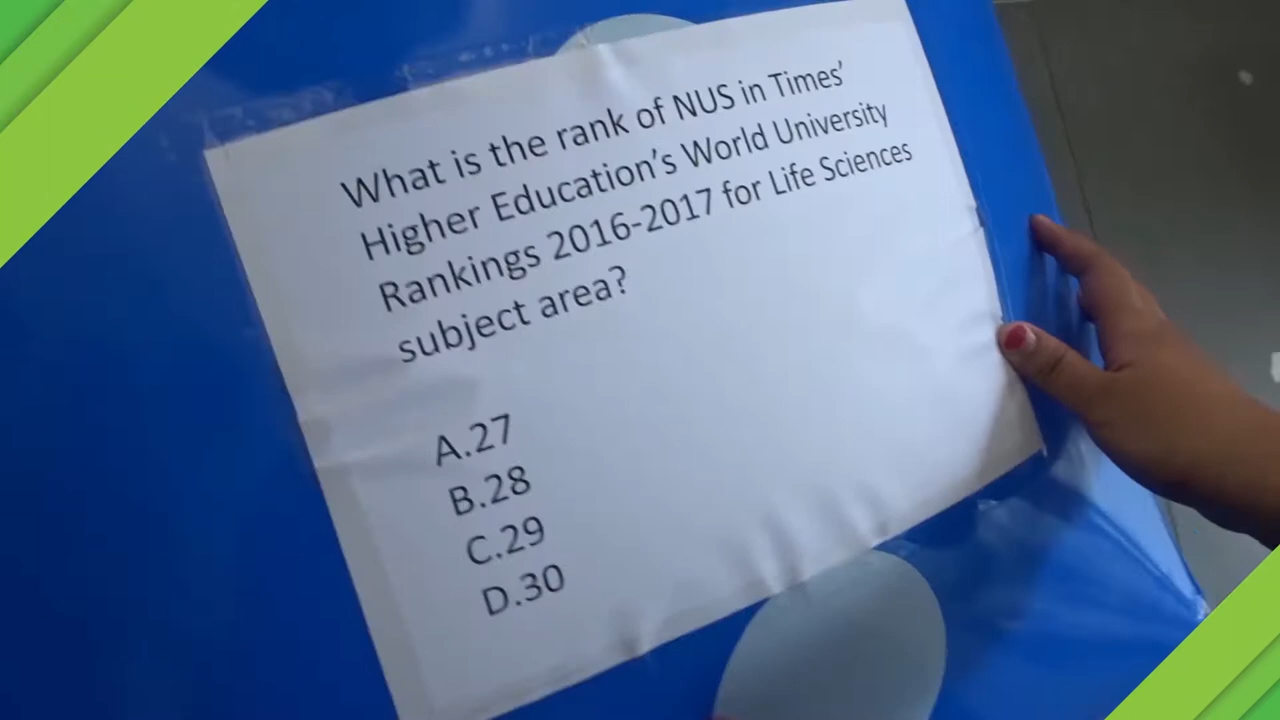 What is the rank of NUS in Times'
Higher Education's World University
Rankings 2016-2017 for Life Sciences
subject area?
A.27
B.28
C.29
D.30